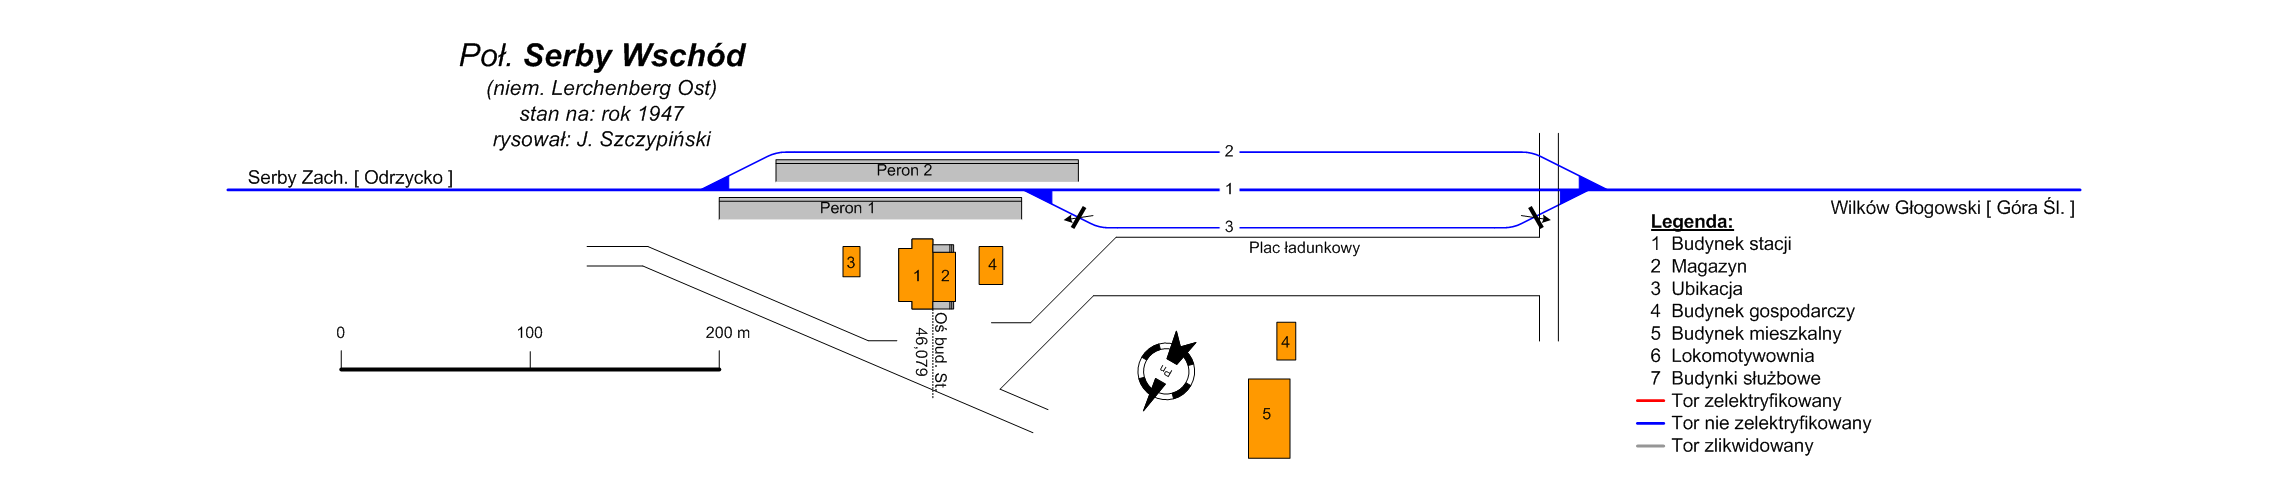 Poł. Serby Wschód
(niem. Lerchenberg Ost)
stan na: rok 1947
rysował: J. Szczypiński
Serby Zach. [ Odrzycko ]
2
Peron 2
1
Peron 1
3
Wilków Głogowski [ Góra Śl. ]
Plac ładunkowy
3
1
2
4
Oś bud. St.
46,079
0 100 200 m
4
5
Pn
Legenda:
1 Budynek stacji
2 Magazyn
3 Ubikacja
4 Budynek gospodarczy
5 Budynek mieszkalny
6 Lokomotywownia
7 Budynki służbowe
Tor zelektryfikowany
Tor nie zelektryfikowany
Tor zlikwidowany